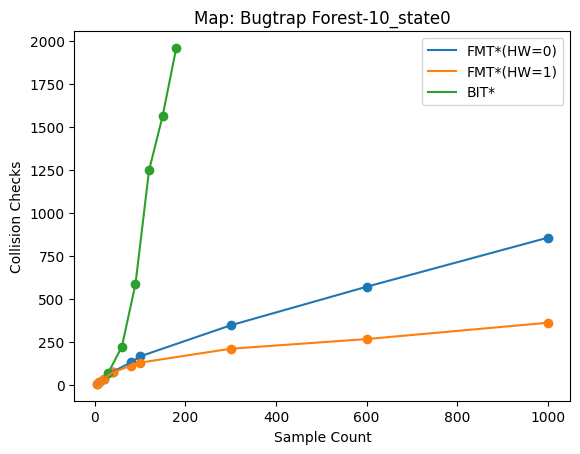 Map: Bugtrap Forest-10_state0
FMT*(HW=0)
FMT*(HW=1)
BIT*
2000
1750
1500
1250
1000
750
500
250
0
Collision Checks
0
200
400
600
800
1000
Sample Count